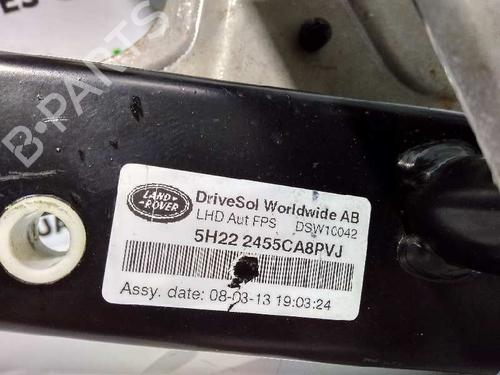 B-PARTS
LAND
ROVER
DriveSol Worldwide AB
LHD Aut FPS DSW10042
5H22 2455CA8PVJ
Assy. date: 08-03-13 19:03:24